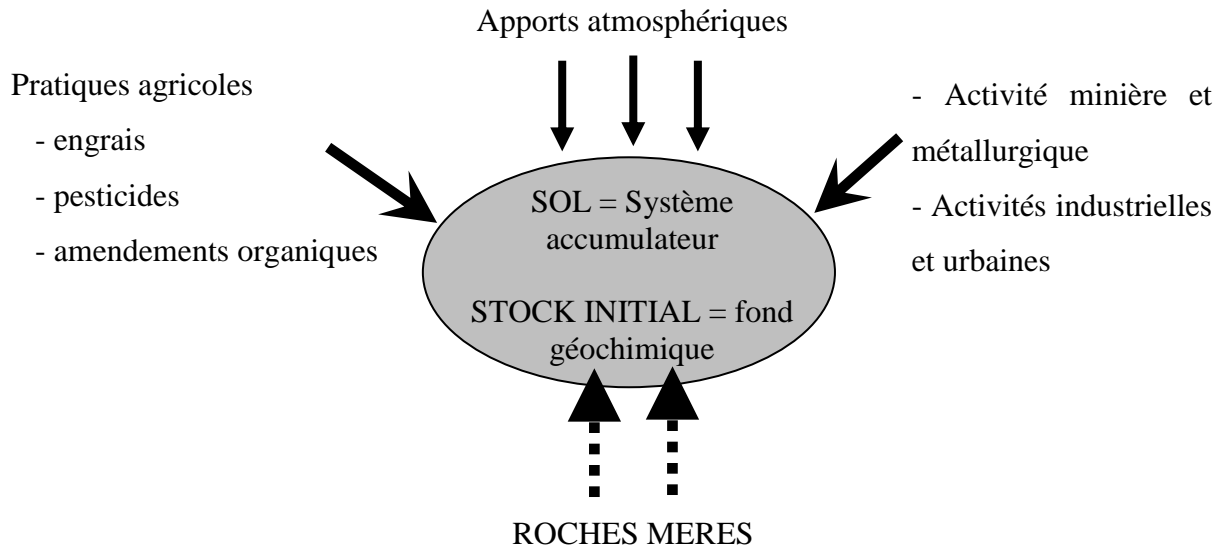 Apports atmosphériques
Pratiques agricoles
- engrais
- pesticides
- amendements organiques
- Activité minière et
métallurgique
- Activités industrielles
et urbaines
SOL = Système
accumulateur
STOCK INITIAL = fond
géochimique
ROCHES MERES